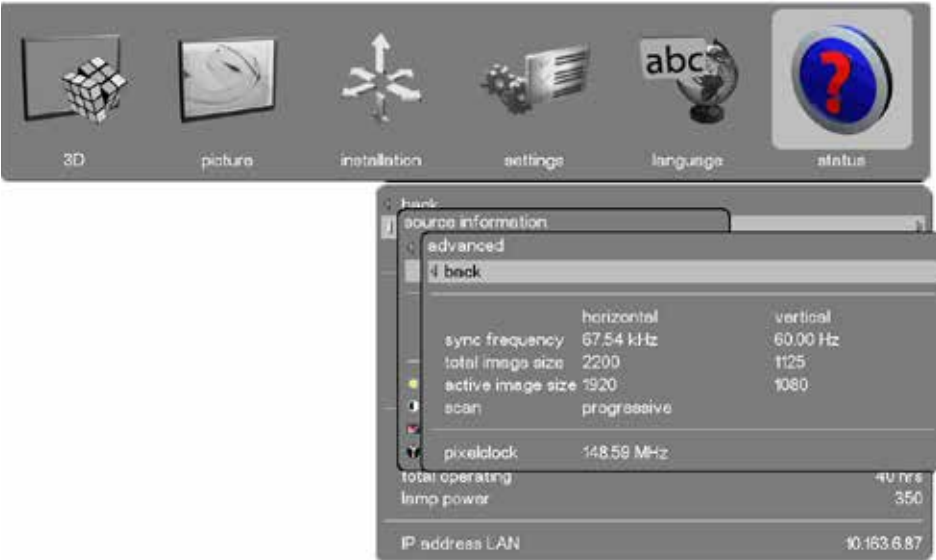 abc
3D picture installation settings language status
back
source information
advanced
back
horizontal vertical
sync frequency 67.54 kHz 60.00 Hz
total image size 2200 1125
active image size 1920 1080
scan progressive
pixelclock 148.59 MHz
total operating 40 hrs
lamp power 350
IP address LAN 10.163.6.87